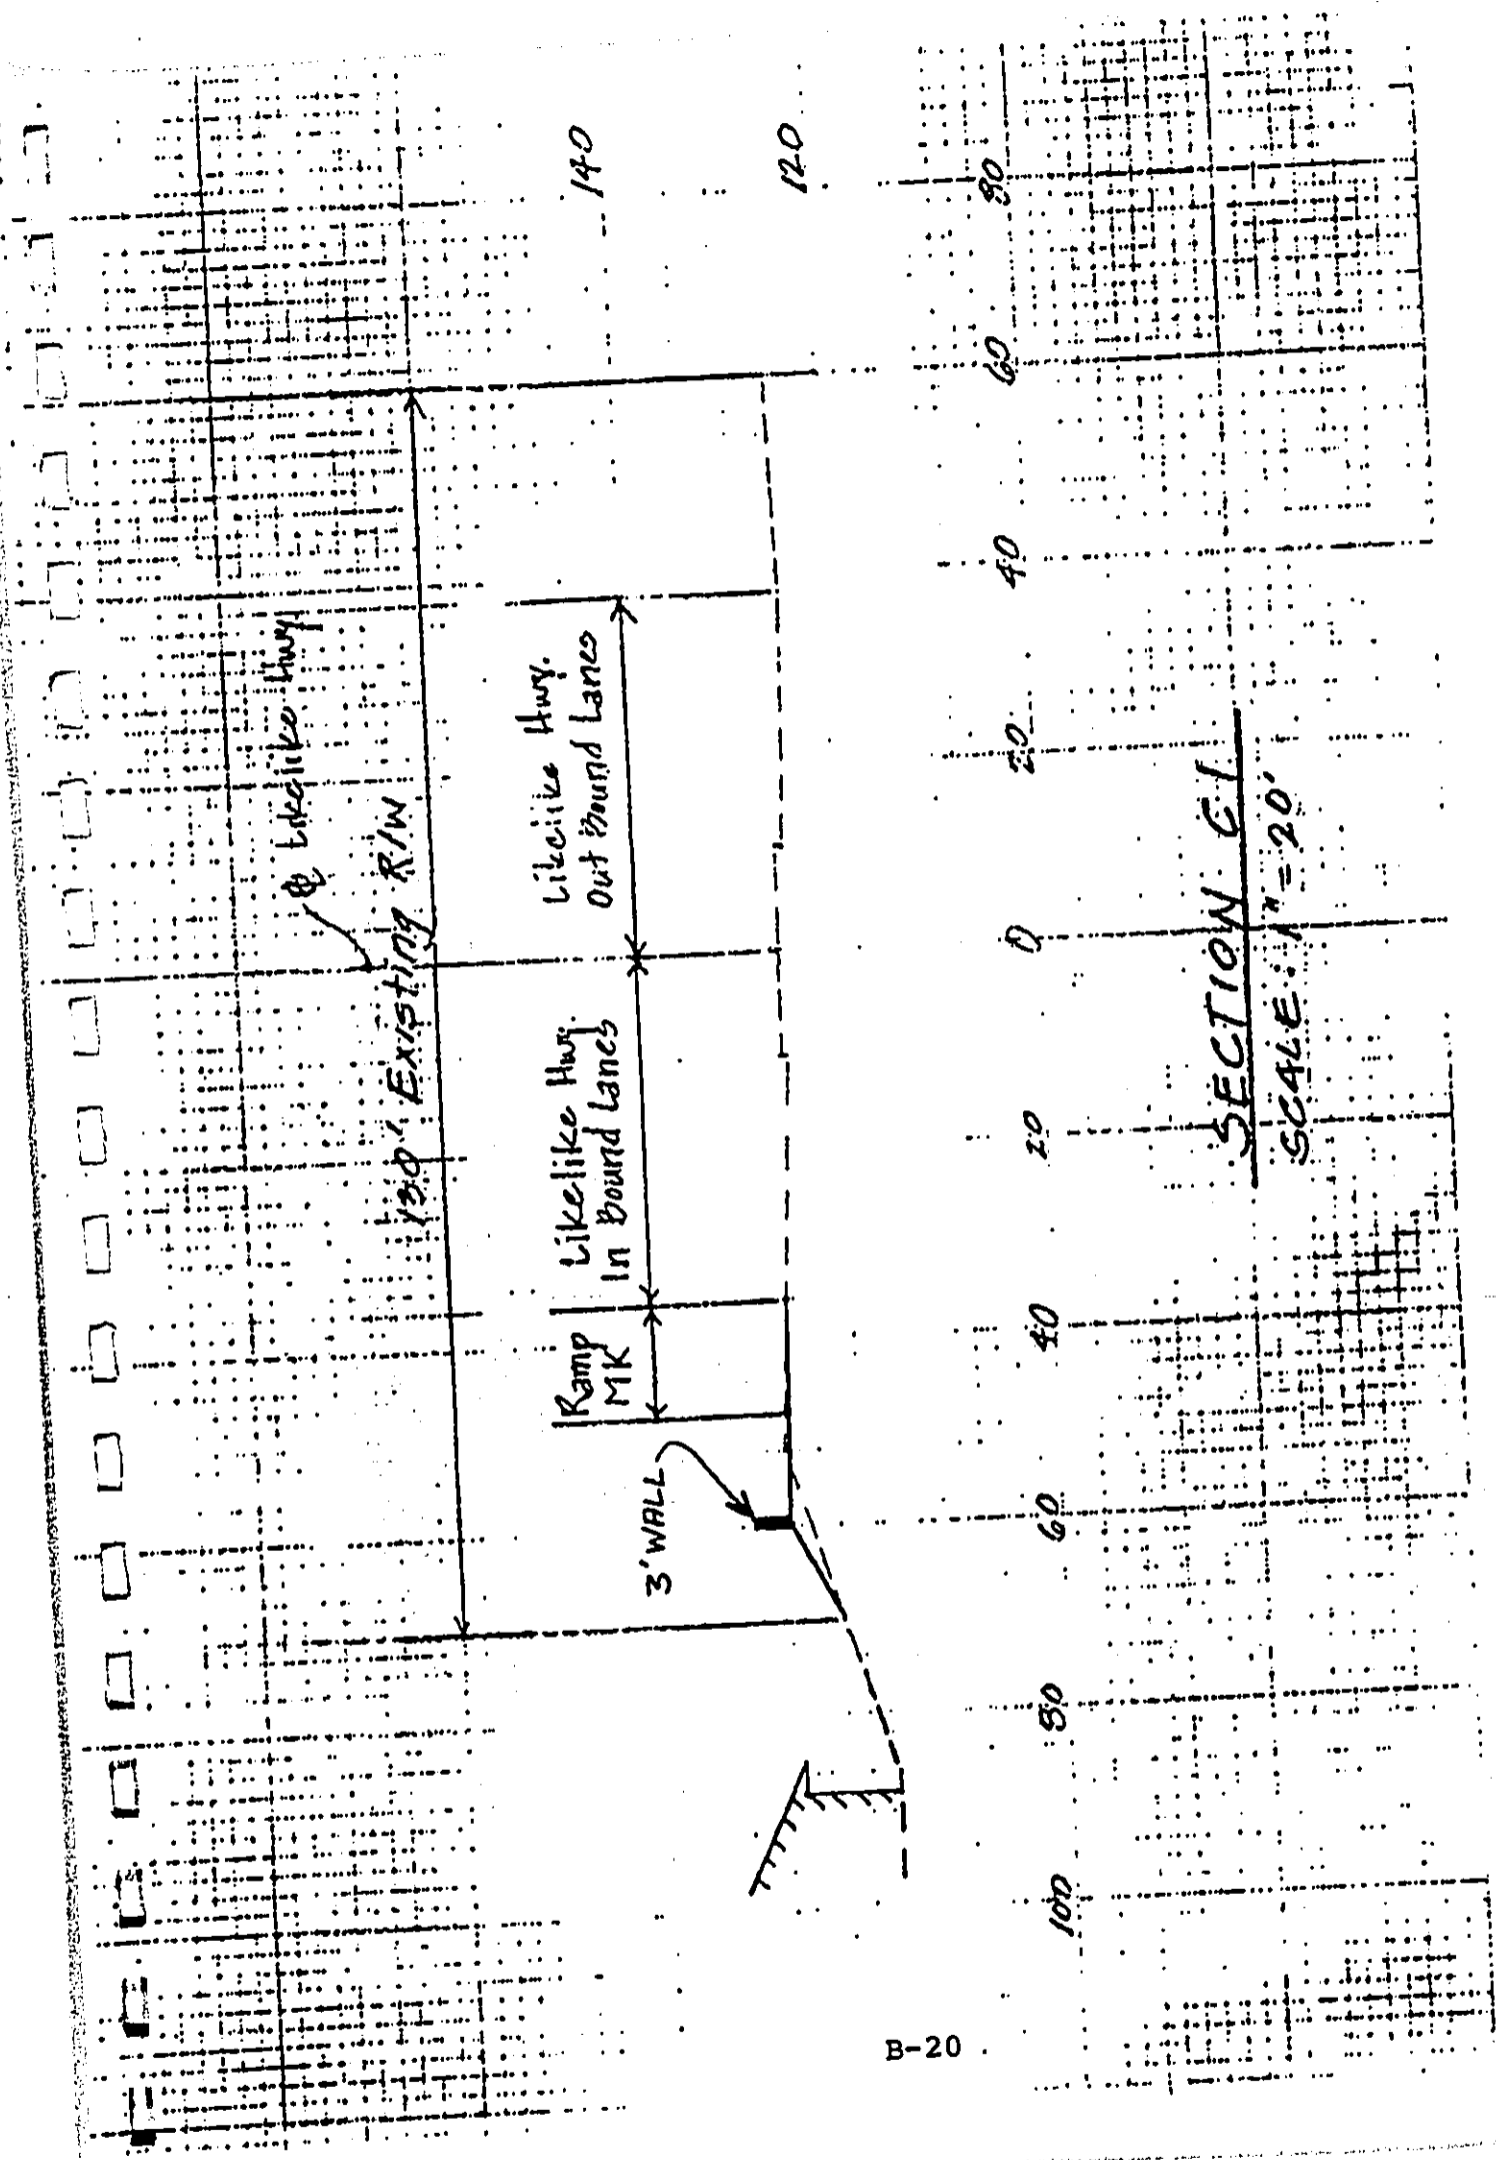 ℄ Likelike Hwy.
130' Existing R/W
140
Ramp
MK
Likelike Hwy.
In Bound Lanes
Likelike Hwy.
Out Bound Lanes
3' WALL
120
100
80
60
40
20
0
20
40
60
80
SECTION C1
SCALE: 1" = 20'
B-20